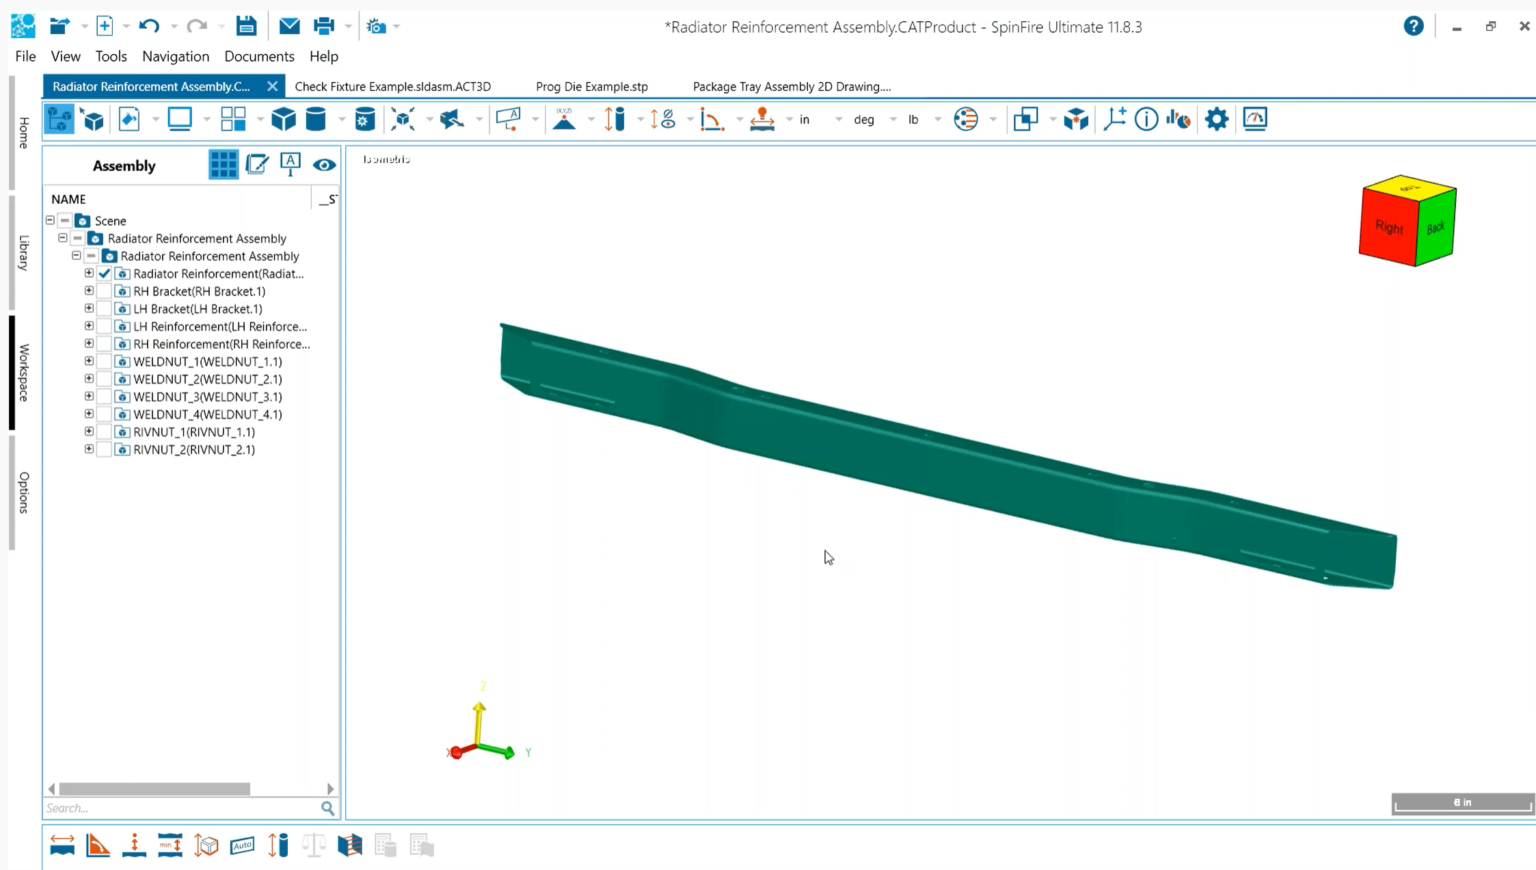 *Radiator Reinforcement Assembly.CATProduct - SpinFire Ultimate 11.8.3
File View Tools Navigation Documents Help
Radiator Reinforcement Assembly.C... Check Fixture Example.sldasm.ACT3D Prog Die Example.stp Package Tray Assembly 2D Drawing....
in deg lb
Home
Library
Workspace
Options
Assembly
NAME
Scene
Radiator Reinforcement Assembly
Radiator Reinforcement Assembly
Radiator Reinforcement(Radiat...
RH Bracket(RH Bracket.1)
LH Bracket(LH Bracket.1)
LH Reinforcement(LH Reinforce...
RH Reinforcement(RH Reinforce...
WELDNUT_1(WELDNUT_1.1)
WELDNUT_2(WELDNUT_2.1)
WELDNUT_3(WELDNUT_3.1)
WELDNUT_4(WELDNUT_4.1)
RIVNUT_1(RIVNUT_1.1)
RIVNUT_2(RIVNUT_2.1)
Search...
Isometric
Top
Right Back
Z
X Y
min
Auto